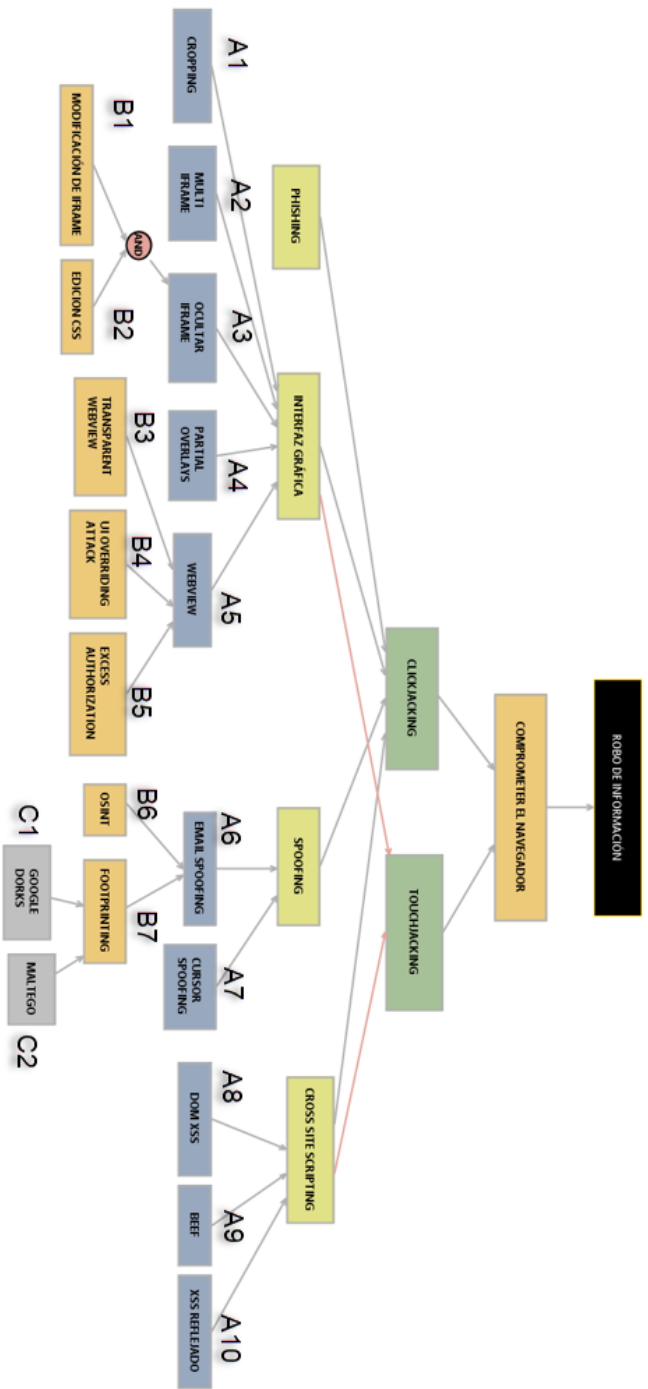 ROBO DE INFORMACIÓN
COMPROMETER EL NAVEGADOR
CLICKJACKING
TOUCHJACKING
PHISHING
INTERFAZ GRÁFICA
SPOOFING
CROSS SITE SCRIPTING
A1
CROPPING
A2
MULTI
IFRAME
A3
OCULTAR
IFRAME
A4
PARTIAL
OVERLAYS
A5
WEBVIEW
A6
EMAIL SPOOFING
A7
CURSOR
SPOOFING
A8
DOM XSS
A9
BEEF
A10
XSS REFLEJADO
AND
B1
MODIFICACIÓN DE IFRAME
B2
EDICION CSS
B3
TRANSPARENT
WEBVIEW
B4
UI OVERRIDING
ATTACK
B5
EXCESS
AUTHORIZATION
B6
OSINT
B7
FOOTPRINTING
C1
GOOGLE
DORKS
MALTEGO
C2